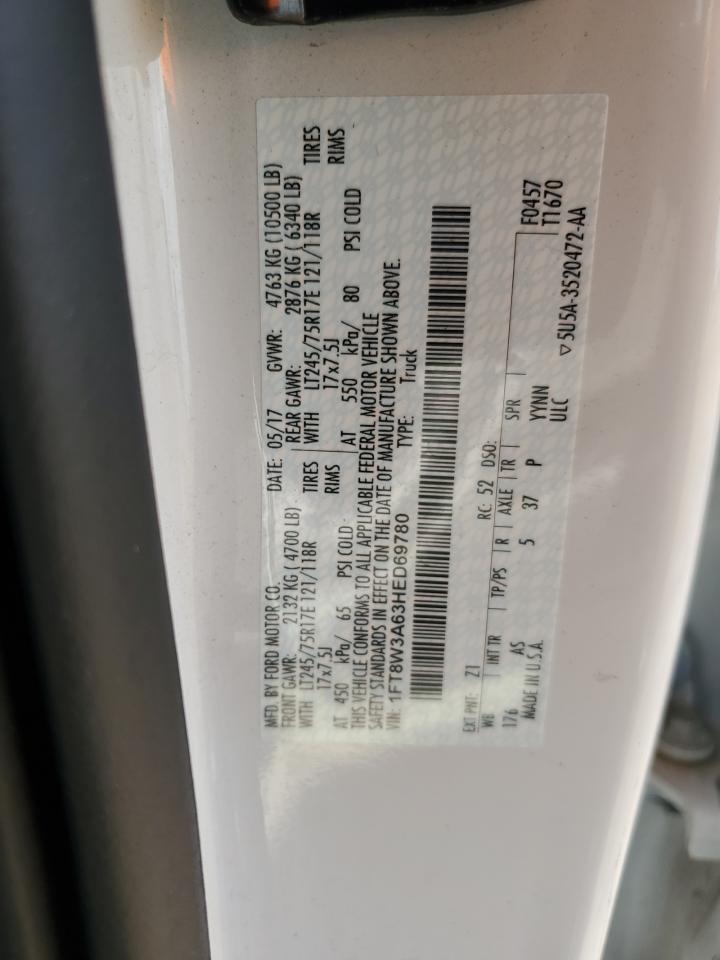 MFD. BY FORD MOTOR CO.
DATE: 05/17 GVWR: 4763 KG (10500 LB)
FRONT GAWR: 2132 KG ( 4700 LB) REAR GAWR: 2876 KG ( 6340 LB)
WITH LT245/75R17E 121/118R TIRES WITH LT245/75R17E 121/118R TIRES
17x7.5J RIMS 17x7.5J RIMS
AT 450 kPa/ 65 PSI COLD AT 550 kPa/ 80 PSI COLD
THIS VEHICLE CONFORMS TO ALL APPLICABLE FEDERAL MOTOR VEHICLE
SAFETY STANDARDS IN EFFECT ON THE DATE OF MANUFACTURE SHOWN ABOVE.
VIN: 1FT8W3A63HED69780 TYPE: Truck
EXT PNT: Z1 RC: 52 DSO:
WB INT TR TP/PS R AXLE TR SPR F0457
176 AS 5 37 P YYNN T1670
MADE IN U.S.A. ULC ▽5U5A-3520472-AA